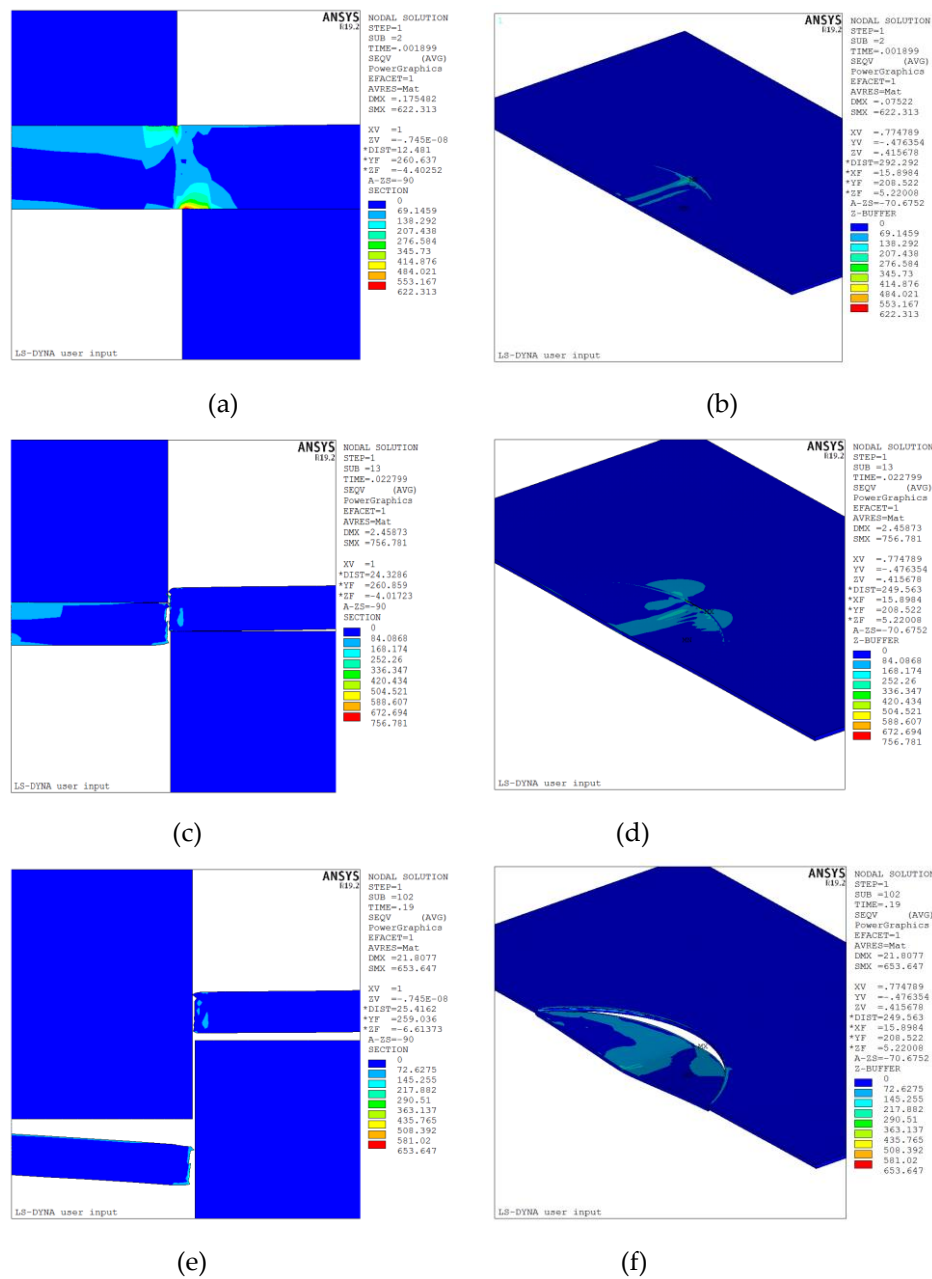 ANSYS
R19.2
NODAL SOLUTION
STEP=1
SUB =2
TIME=.001899
SEQV (AVG)
PowerGraphics
EFACET=1
AVRES=Mat
DMX =.175482
SMX =622.313
XV =1
ZV =-.745E-08
*DIST=12.481
*YF =260.637
*ZF =-4.40252
A-ZS=-90
SECTION
0
69.1459
138.292
207.438
276.584
345.73
414.876
484.021
553.167
622.313
LS-DYNA user input
(a)
1
ANSYS
R19.2
NODAL SOLUTION
STEP=1
SUB =2
TIME=.001899
SEQV (AVG)
PowerGraphics
EFACET=1
AVRES=Mat
DMX =.07522
SMX =622.313
XV =.774789
YV =-.476354
ZV =.415678
*DIST=292.292
*XF =15.8984
*YF =208.522
*ZF =5.22008
A-ZS=-70.6752
Z-BUFFER
0
69.1459
138.292
207.438
276.584
345.73
414.876
484.021
553.167
622.313
LS-DYNA user input
(b)
ANSYS
R19.2
NODAL SOLUTION
STEP=1
SUB =13
TIME=.022799
SEQV (AVG)
PowerGraphics
EFACET=1
AVRES=Mat
DMX =2.45873
SMX =756.781
XV =1
*DIST=24.3286
*YF =260.859
*ZF =-4.01723
A-ZS=-90
SECTION
0
84.0868
168.174
252.26
336.347
420.434
504.521
588.607
672.694
756.781
LS-DYNA user input
(c)
ANSYS
R19.2
NODAL SOLUTION
STEP=1
SUB =13
TIME=.022799
SEQV (AVG)
PowerGraphics
EFACET=1
AVRES=Mat
DMX =2.45873
SMX =756.781
XV =.774789
YV =-.476354
ZV =.415678
*DIST=249.563
*XF =15.8984
*YF =208.522
*ZF =5.22008
A-ZS=-70.6752
Z-BUFFER
0
84.0868
168.174
252.26
336.347
420.434
504.521
588.607
672.694
756.781
LS-DYNA user input
(d)
ANSYS
R19.2
NODAL SOLUTION
STEP=1
SUB =102
TIME=.19
SEQV (AVG)
PowerGraphics
EFACET=1
AVRES=Mat
DMX =21.8077
SMX =653.647
XV =1
ZV =-.745E-08
*DIST=25.4162
*YF =259.036
*ZF =-6.61373
A-ZS=-90
SECTION
0
72.6275
145.255
217.882
290.51
363.137
435.765
508.392
581.02
653.647
LS-DYNA user input
(e)
ANSYS
R19.2
NODAL SOLUTION
STEP=1
SUB =102
TIME=.19
SEQV (AVG)
PowerGraphics
EFACET=1
AVRES=Mat
DMX =21.8077
SMX =653.647
XV =.774789
YV =-.476354
ZV =.415678
*DIST=249.563
*XF =15.8984
*YF =208.522
*ZF =5.22008
A-ZS=-70.6752
Z-BUFFER
0
72.6275
145.255
217.882
290.51
363.137
435.765
508.392
581.02
653.647
MX
LS-DYNA user input
(f)